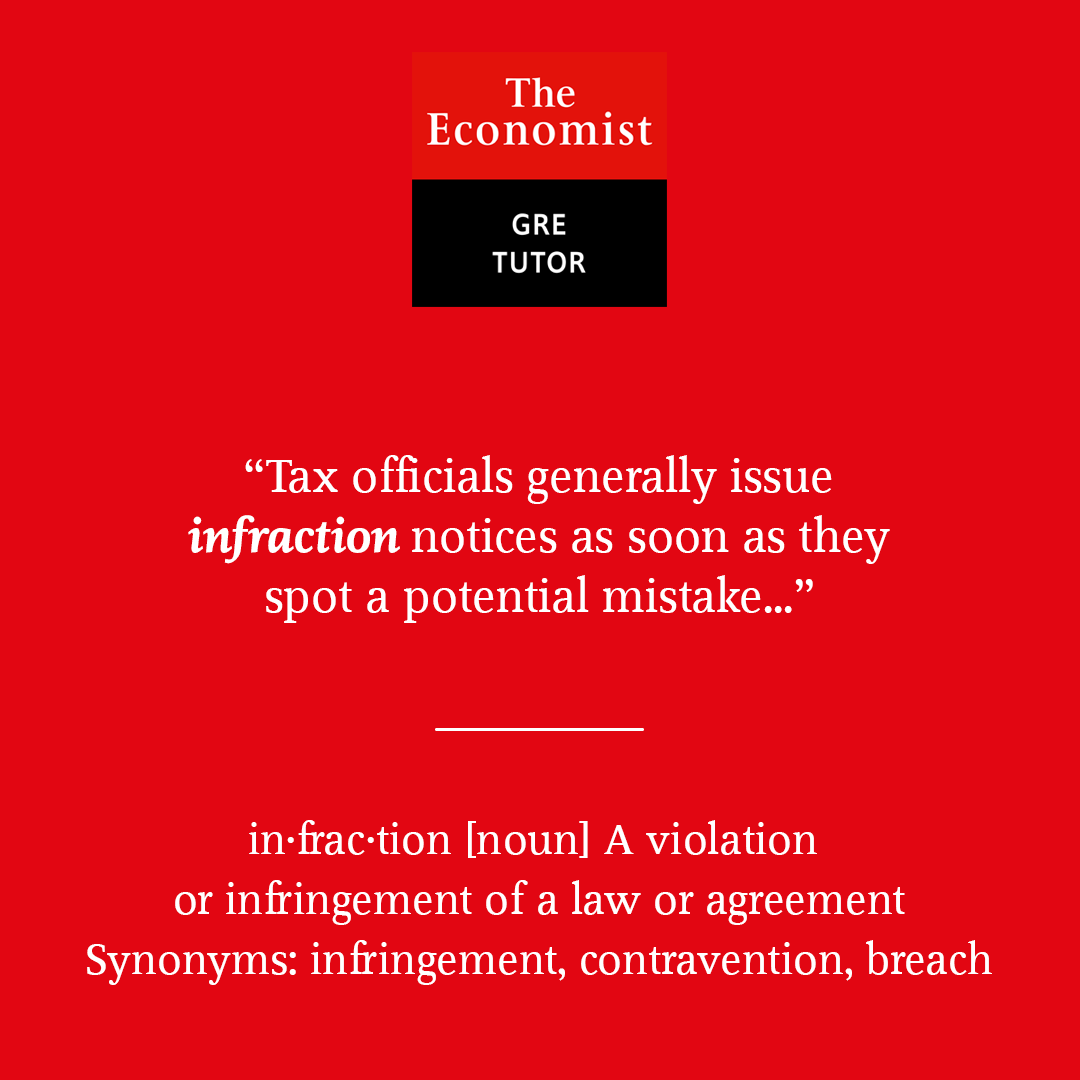 The
Economist
GRE
TUTOR
“Tax officials generally issue
infraction notices as soon as they
spot a potential mistake...”
in·frac·tion [noun] A violation
or infringement of a law or agreement
Synonyms: infringement, contravention, breach